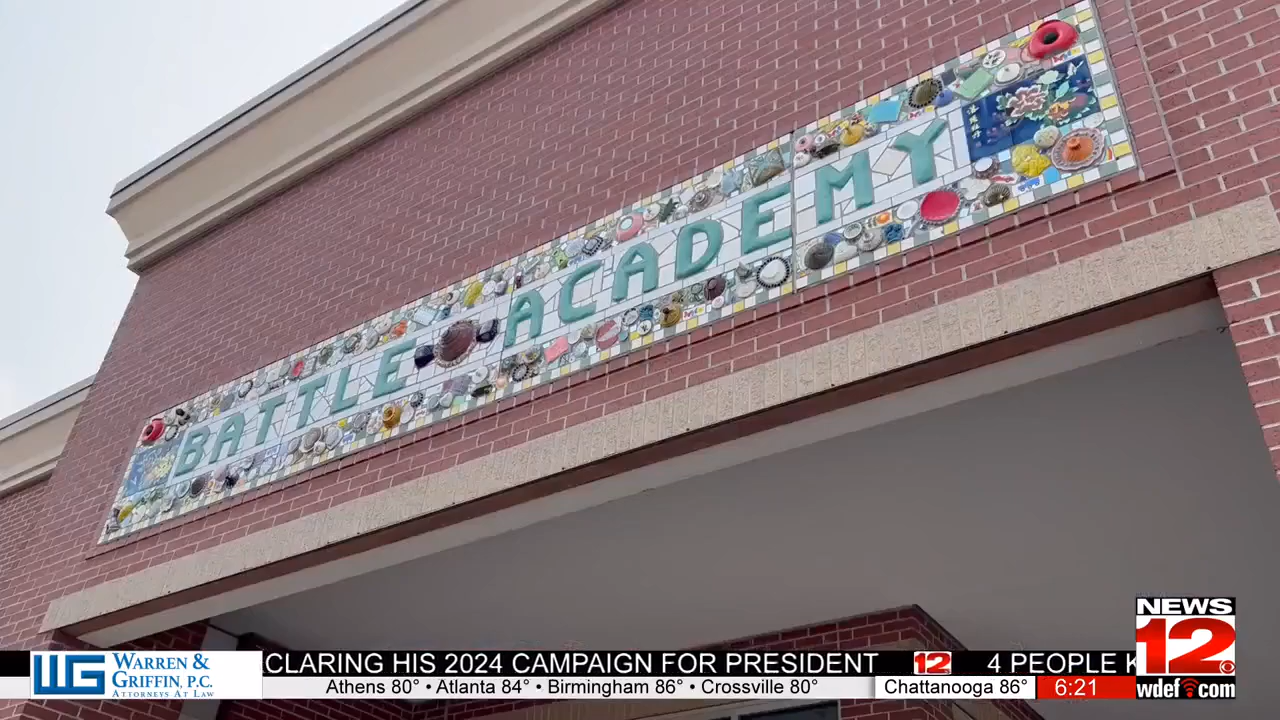 BATTLE ACADEMY
NEWS
12
wdef.com
WG WARREN &
GRIFFIN, P.C.
ATTORNEYS AT LAW
CLARING HIS 2024 CAMPAIGN FOR PRESIDENT 12 4 PEOPLE K
Athens 80° • Atlanta 84° • Birmingham 86° • Crossville 80°
Chattanooga 86° 6:21